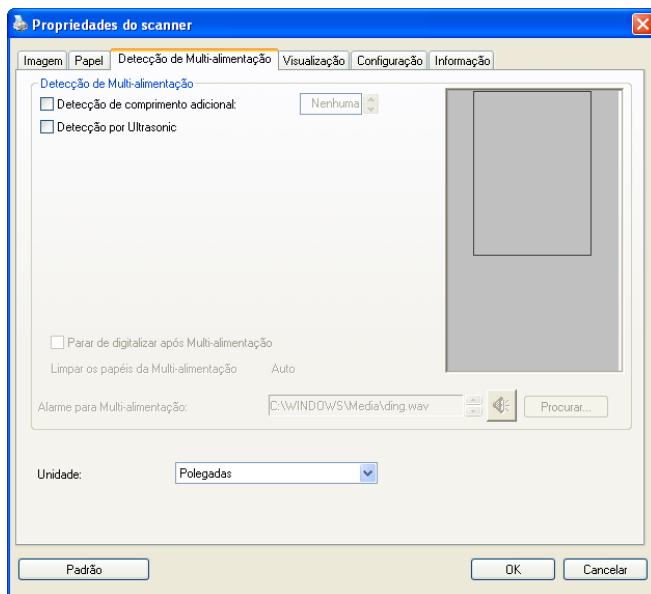 Propriedades do scanner
Imagem Papel Detecção de Multi-alimentação Visualização Configuração Informação
Detecção de Multi-alimentação
Detecção de comprimento adicional: Nenhuma
Detecção por Ultrasonic
Parar de digitalizar após Multi-alimentação
Limpar os papéis da Multi-alimentação Auto
Alarme para Multi-alimentação: C:\WINDOWS\Media\ding.wav Procurar...
Unidade: Polegadas
Padrão OK Cancelar